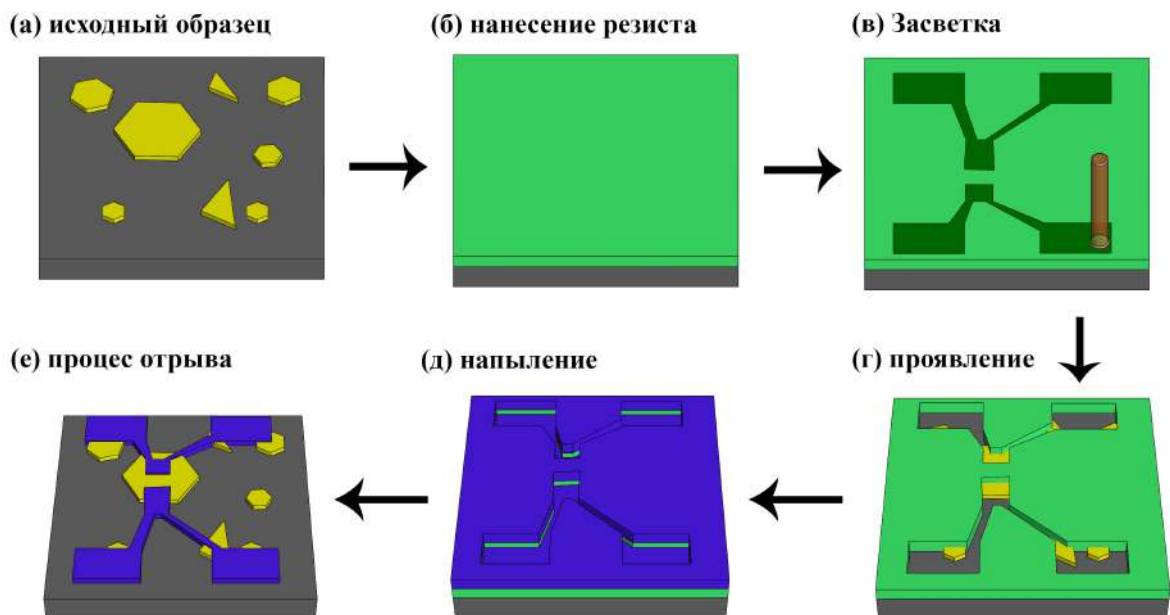 (а) исходный образец
(б) нанесение резиста
(в) Засветка
(е) процес отрыва
(д) напыление
(г) проявление